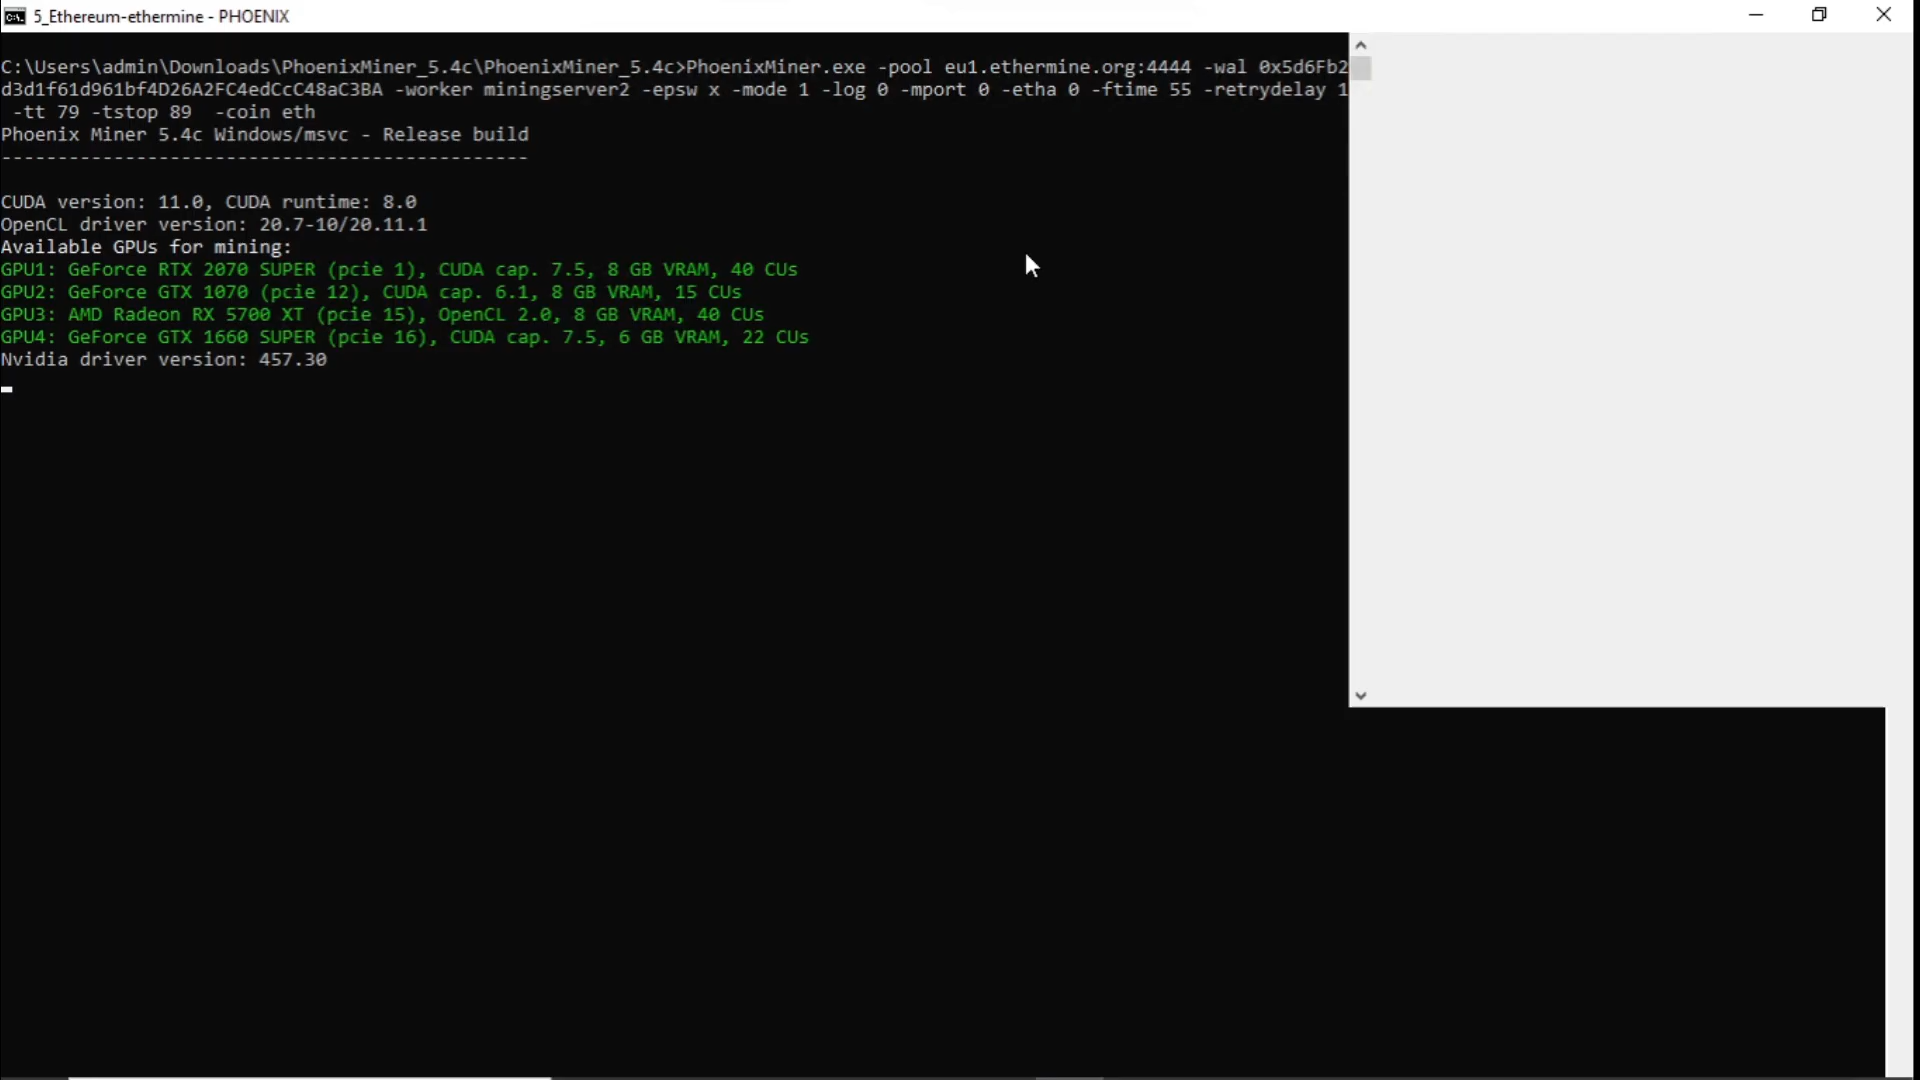 5_Ethereum-ethermine - PHOENIX
C:\Users\admin\Downloads\PhoenixMiner_5.4c\PhoenixMiner_5.4c>PhoenixMiner.exe -pool eu1.ethermine.org:4444 -wal 0x5d6Fb2
d3d1f61d961bf4D26A2FC4edCcC48aC3BA -worker miningserver2 -epsw x -mode 1 -log 0 -mport 0 -etha 0 -ftime 55 -retrydelay 1
 -tt 79 -tstop 89  -coin eth
Phoenix Miner 5.4c Windows/msvc - Release build
-----------------------------------------------
CUDA version: 11.0, CUDA runtime: 8.0
OpenCL driver version: 20.7-10/20.11.1
Available GPUs for mining:
GPU1: GeForce RTX 2070 SUPER (pcie 1), CUDA cap. 7.5, 8 GB VRAM, 40 CUs
GPU2: GeForce GTX 1070 (pcie 12), CUDA cap. 6.1, 8 GB VRAM, 15 CUs
GPU3: AMD Radeon RX 5700 XT (pcie 15), OpenCL 2.0, 8 GB VRAM, 40 CUs
GPU4: GeForce GTX 1660 SUPER (pcie 16), CUDA cap. 7.5, 6 GB VRAM, 22 CUs
Nvidia driver version: 457.30